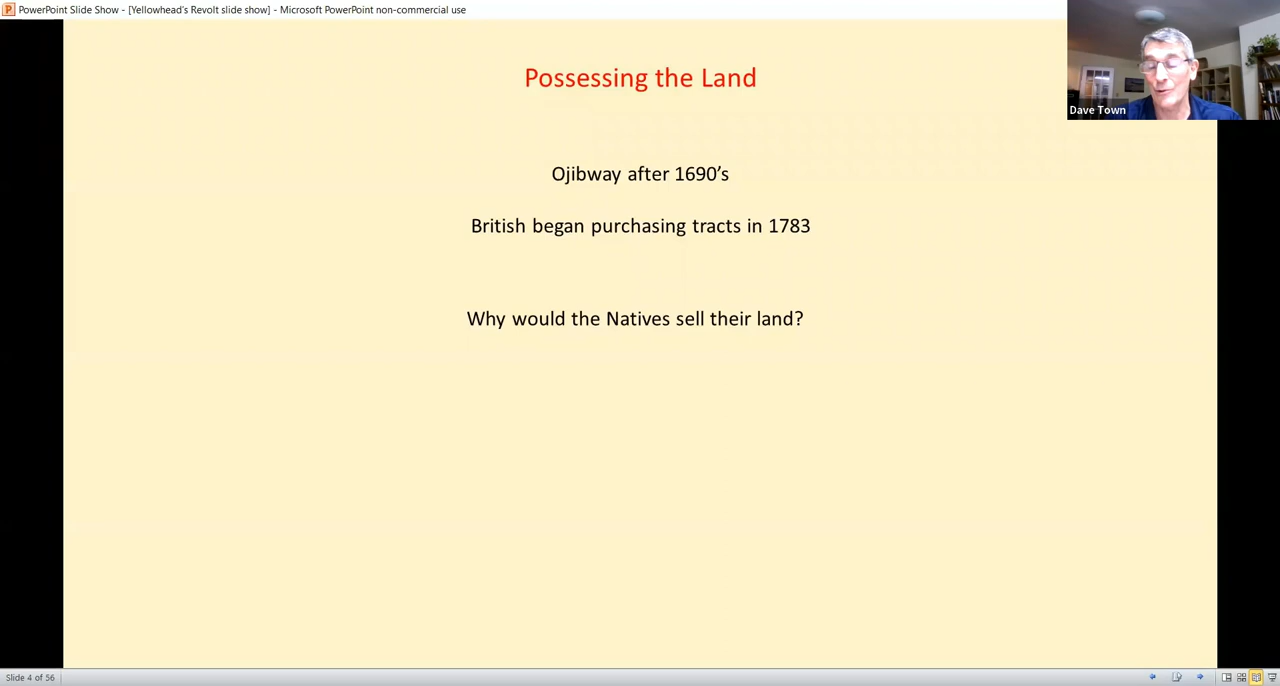 PowerPoint Slide Show - [Yellowhead's Revolt slide show] - Microsoft PowerPoint non-commercial use
Dave Town
Possessing the Land
Ojibway after 1690's
British began purchasing tracts in 1783
Why would the Natives sell their land?
Slide 4 of 56